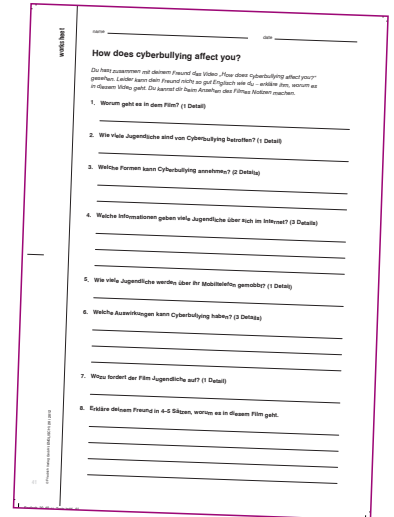 worksheet
name
date
How does cyberbullying affect you?
Du hast zusammen mit deinem Freund das Video „How does cyberbullying affect you?“
gesehen. Leider kann dein Freund nicht so gut Englisch wie du – erkläre ihm, worum es
in diesem Video geht. Du kannst dir beim Ansehen des Filmes Notizen machen.
1. Worum geht es in dem Film? (1 Detail)
2. Wie viele Jugendliche sind von Cyberbullying betroffen? (1 Detail)
3. Welche Formen kann Cyberbullying annehmen? (2 Details)
4. Welche Informationen geben viele Jugendliche über sich im Internet? (3 Details)
5. Wie viele Jugendliche werden über ihr Mobiltelefon gemobbt? (1 Detail)
6. Welche Auswirkungen kann Cyberbullying haben? (3 Details)
7. Wozu fordert der Film Jugendliche auf? (1 Detail)
8. Erkläre deinem Freund in 4–5 Sätzen, worum es in diesem Film geht.